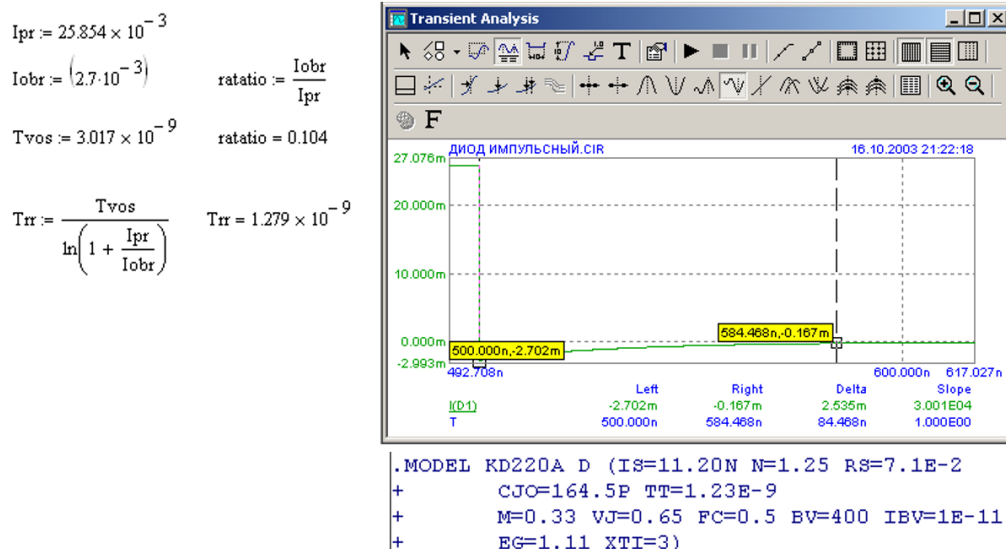 Ipr := 25.854 × 10^-3
Iobr := (2.7·10^-3)
ratatio := Iobr / Ipr
Tvos := 3.017 × 10^-9
ratatio = 0.104
Trr := Tvos / ln(1 + Ipr / Iobr)
Trr = 1.279 × 10^-9
Transient Analysis
T
F
ДИОД ИМПУЛЬСНЫЙ.CIR 16.10.2003 21:22:18
27.076m
20.000m
10.000m
584.468n,-0.167m
0.000m
500.000n,-2.702m
-2.993m
492.708n 600.000n 617.027n
Left Right Delta Slope
I(D1) -2.702m -0.167m 2.535m 3.001E04
T 500.000n 584.468n 84.468n 1.000E00
.MODEL KD220A D (IS=11.20N N=1.25 RS=7.1E-2
+ CJO=164.5P TT=1.23E-9
+ M=0.33 VJ=0.65 FC=0.5 BV=400 IBV=1E-11
+ EG=1.11 XTI=3)